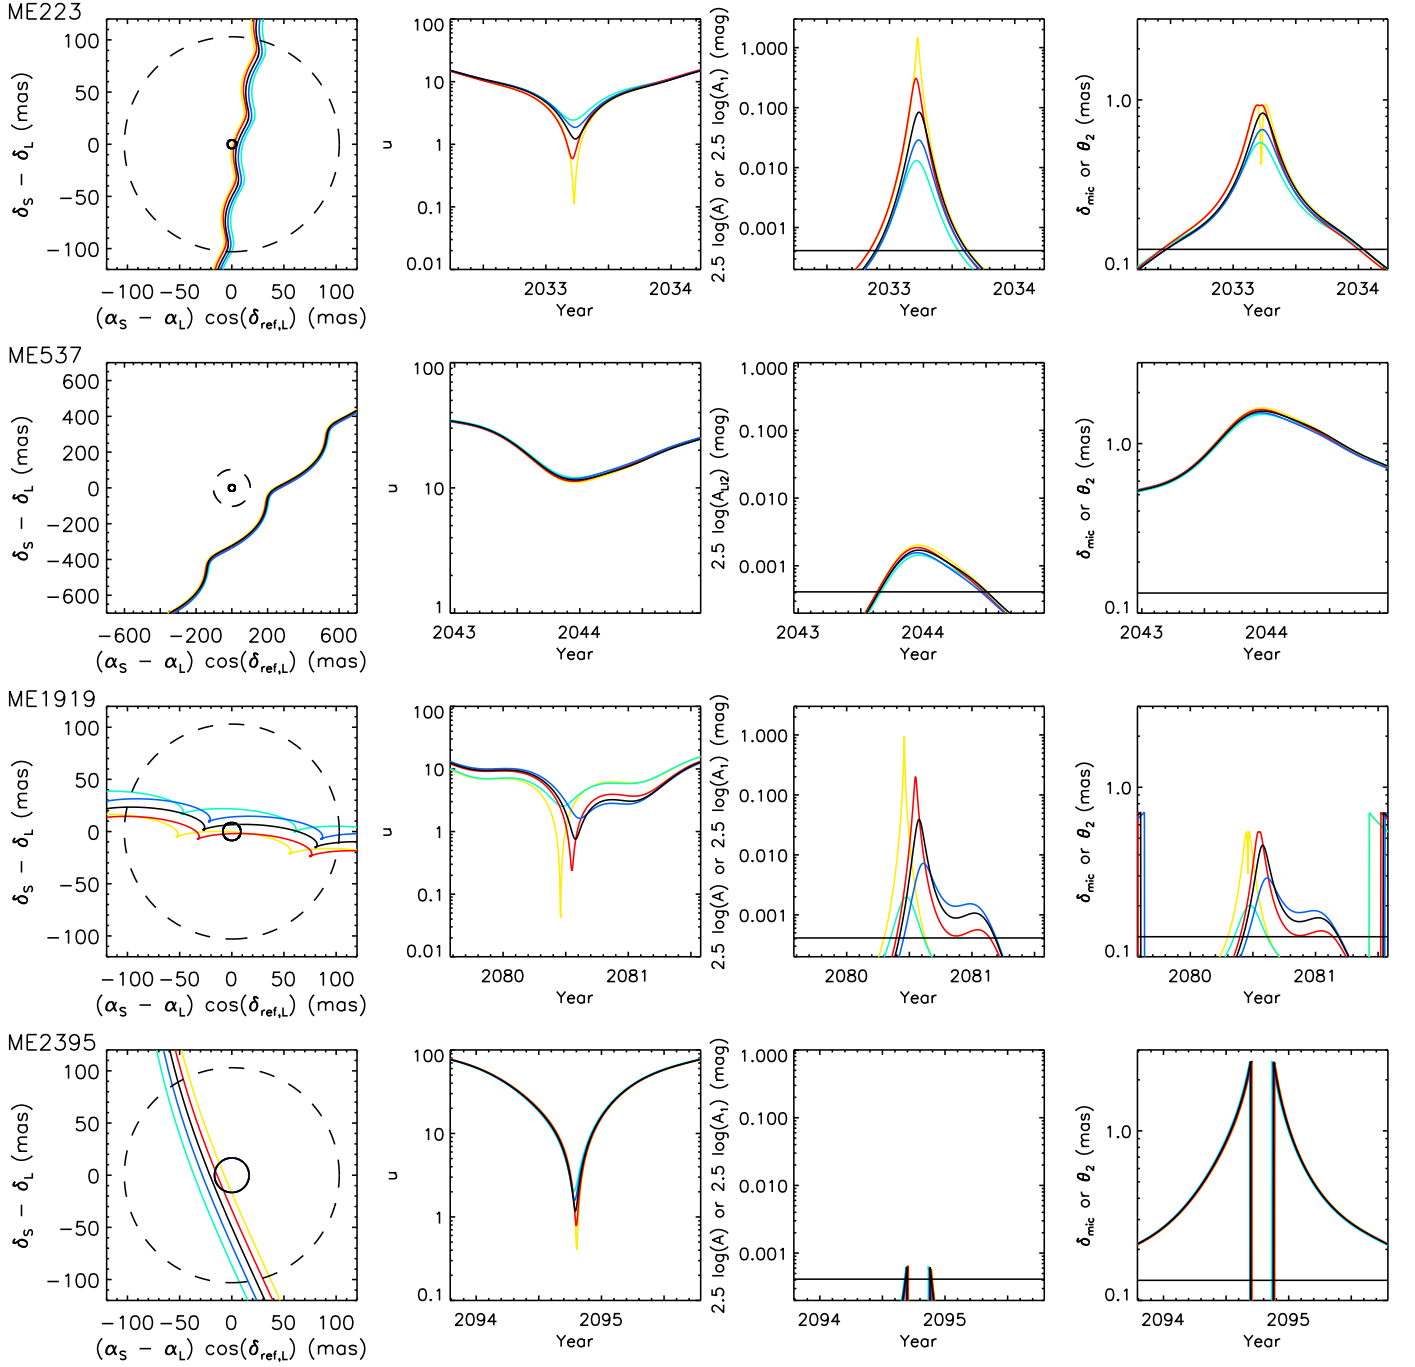 ME223
100
50
0
−50
−100
δS − δL (mas)
−100 −50 0 50 100
(αS − αL) cos(δref,L) (mas)
100
10
1
0.1
0.01
u
2033 2034
Year
1.000
0.100
0.010
0.001
2.5 log(A) or 2.5 log(A1) (mag)
2033 2034
Year
1.0
0.1
δmic or θ2 (mas)
2033 2034
Year
ME537
600
400
200
0
−200
−400
−600
δS − δL (mas)
−600 −200 200 600
(αS − αL) cos(δref,L) (mas)
100
10
1
u
2043 2044
Year
1.000
0.100
0.010
0.001
2.5 log(ALI2) (mag)
2043 2044
Year
1.0
0.1
δmic or θ2 (mas)
2043 2044
Year
ME1919
100
50
0
−50
−100
δS − δL (mas)
−100 −50 0 50 100
(αS − αL) cos(δref,L) (mas)
100
10
1
0.1
0.01
u
2080 2081
Year
1.000
0.100
0.010
0.001
2.5 log(A) or 2.5 log(A1) (mag)
2080 2081
Year
1.0
0.1
δmic or θ2 (mas)
2080 2081
Year
ME2395
100
50
0
−50
−100
δS − δL (mas)
−100 −50 0 50 100
(αS − αL) cos(δref,L) (mas)
100
10
1
0.1
u
2094 2095
Year
1.000
0.100
0.010
0.001
2.5 log(A) or 2.5 log(A1) (mag)
2094 2095
Year
1.0
0.1
δmic or θ2 (mas)
2094 2095
Year